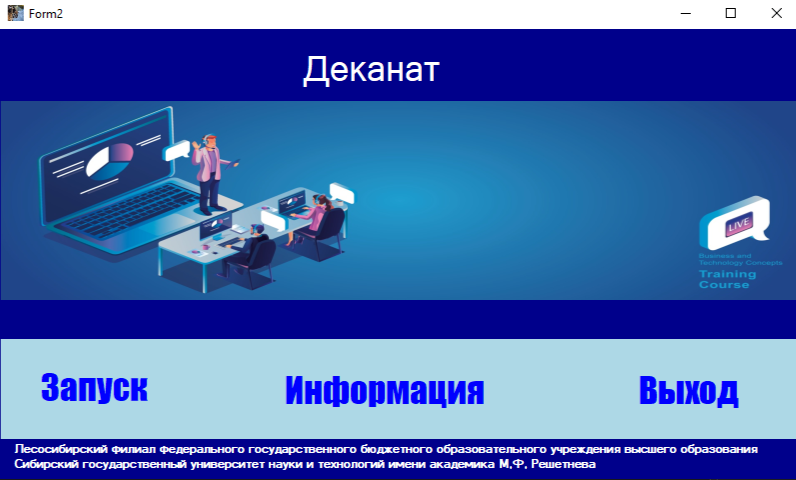 Form2
Деканат
LIVE
Business and
Technology Concepts
Training
Course
Запуск
Информация
Выход
Лесосибирский Филиал Федерального государственного бюджетного образовательного учреждения высшего образования
Сибирский государственный университет науки и технологий имени академика М,Ф, Решетнева